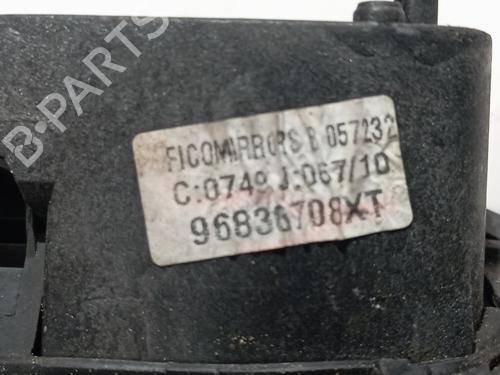 B-PARTS
FICOMIRRORS B 057232
C:0749 J:067/10
96836708XT